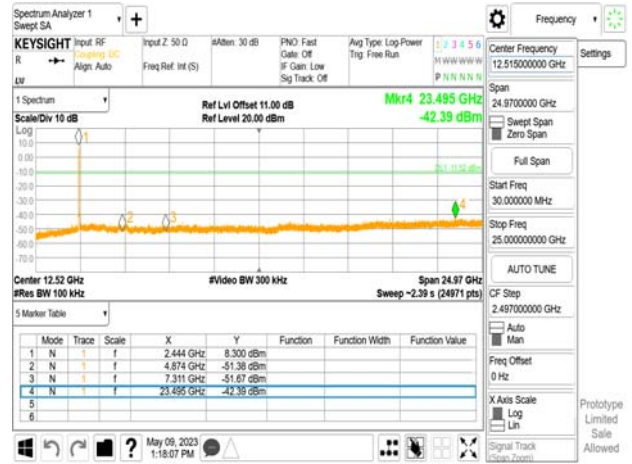 Spectrum Analyzer 1
Swept SA
Frequency
KEYSIGHT
R
LV
Input: RF
Coupling: DC
Align: Auto
Input Z: 50 Ω
Freq Ref: Int (S)
#Atten: 30 dB
PNO: Fast
Gate: Off
IF Gain: Low
Sig Track: Off
Avg Type: Log-Power
Trig: Free Run
1 2 3 4 5 6
M W W W W W
P N N N N N
Center Frequency
12.515000000 GHz
Settings
1 Spectrum
Scale/Div 10 dB
Ref Lvl Offset 11.00 dB
Ref Level 20.00 dBm
Mkr4 23.495 GHz
-42.39 dBm
Span
24.9700000 GHz
Swept Span
Zero Span
Log
10.0
0.00
-10.0
-20.0
-30.0
-40.0
-50.0
-60.0
-70.0
1
2
3
4
Full Span
Start Freq
30.000000 MHz
Stop Freq
25.000000000 GHz
AUTO TUNE
Center 12.52 GHz
#Res BW 100 kHz
#Video BW 300 kHz
Span 24.97 GHz
Sweep ~2.39 s (24971 pts)
CF Step
2.497000000 GHz
Auto
Man
5 Marker Table
Mode Trace Scale X Y Function Function Width Function Value
1 N 1 f 2.444 GHz 8.300 dBm
2 N 1 f 4.874 GHz -51.38 dBm
3 N 1 f 7.311 GHz -51.67 dBm
4 N 1 f 23.495 GHz -42.39 dBm
5
6
Freq Offset
0 Hz
X Axis Scale
Log
Lin
Signal Track
(Span Zoom)
Prototype
Limited
Sale
Allowed
May 09, 2023
1:18:07 PM